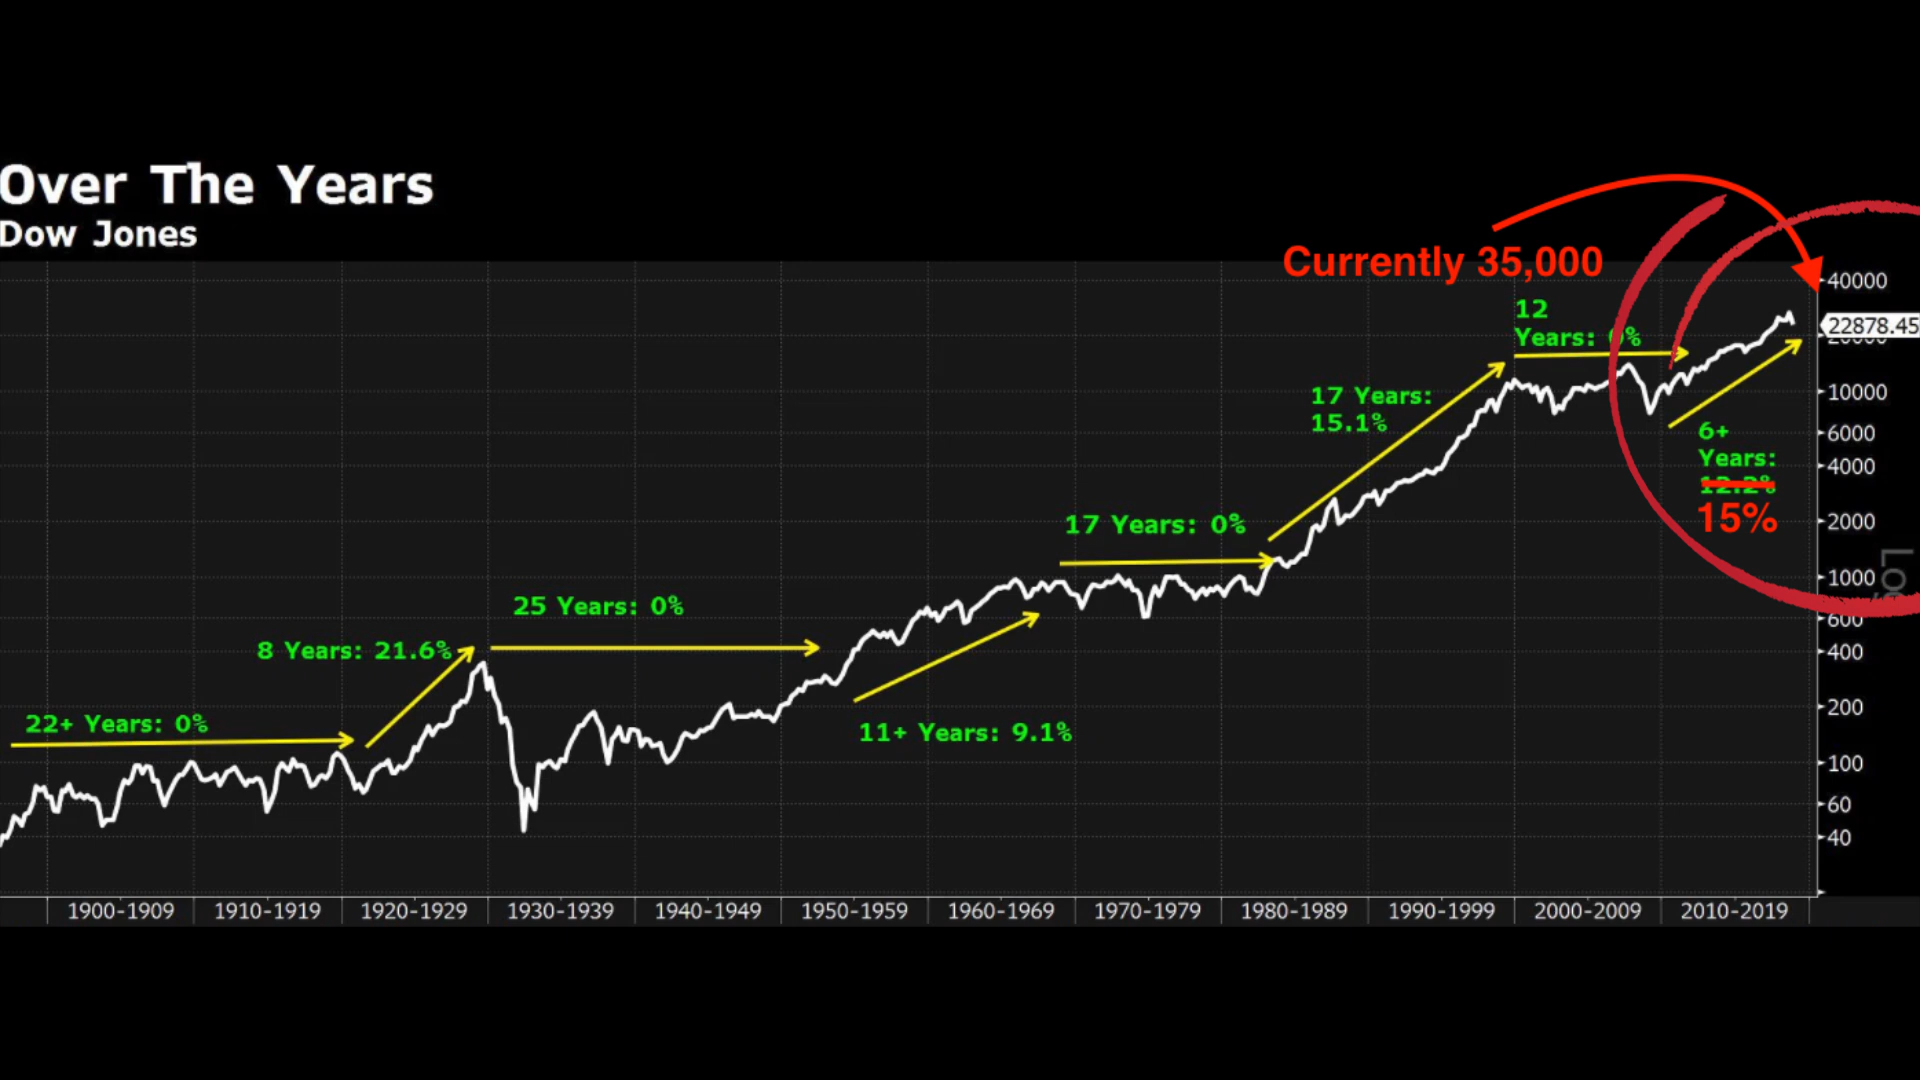 Over The Years
Dow Jones
Currently 35,000
40000
12
Years: 0%
22878.45
17 Years:
15.1%
10000
6+
Years:
12.2%
15%
6000
4000
2000
17 Years: 0%
1000
600
25 Years: 0%
8 Years: 21.6%
400
200
22+ Years: 0%
11+ Years: 9.1%
100
60
40
1900-1909
1910-1919
1920-1929
1930-1939
1940-1949
1950-1959
1960-1969
1970-1979
1980-1989
1990-1999
2000-2009
2010-2019